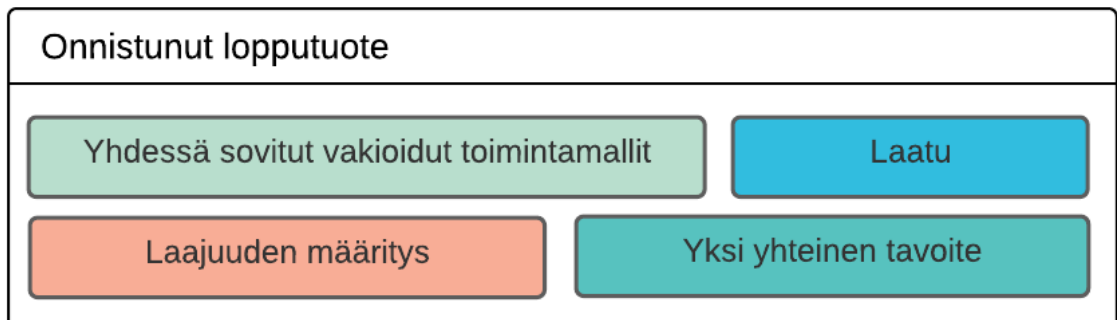 Onnistunut lopputuote
Yhdessä sovitut vakioidut toimintamallit
Laatu
Laajuuden määritys
Yksi yhteinen tavoite